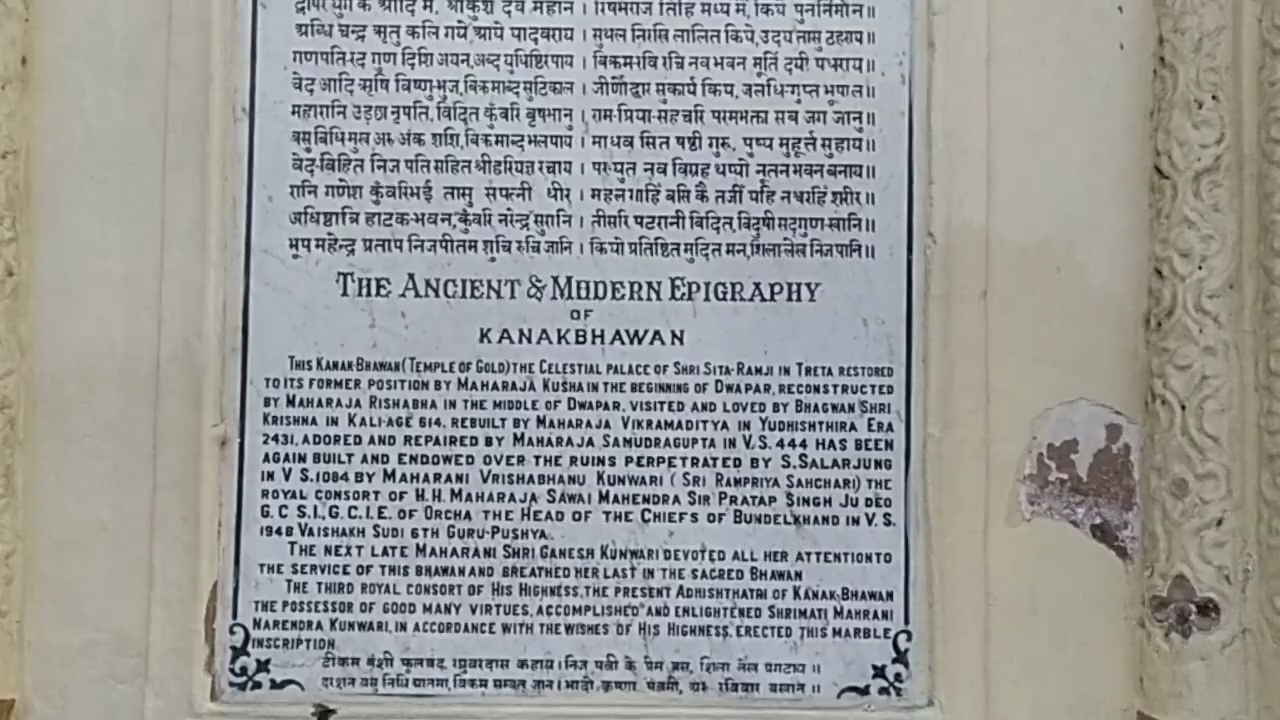 द्वापर युग के आदि में, श्रीकुश देव महान । रिषभराज तिहि मध्य में, किय पुनर्निर्मान॥
अब्धि चन्द्र ऋतु कलि गये, आपे यादवराय । सुथल निरखि लालित किये, उदय तासु ठहराय॥
गणपति-रद गुण दिशि अयन, अब्द युधिष्ठिर पाय । बिक्रम-रवि रचि नव भवन मूर्ति दयी पधराय॥
वेद आदि ऋषि विष्णु-भुज, बिक्रमाब्द सुठिकाल । जीर्णोद्धार सुकार्य किय, जलधि-गुप्त भूपाल॥
महारानि उड़छा नृपति, विदित कुँवरि बृषभानु । राम-प्रिया-सहचरि परमभक्ता सब जग जानु॥
बसु बिधिमुख अरु अंक शशि, विक्रमाब्द भलपाय । माधव सित षष्ठी गुरु, पुष्य मुहूर्त्त सुहाय॥
वेद-विहित निज पति सहित श्रीहरियज्ञ रचाय । पर-युत नव विग्रह थप्यो नूतन भवन बनाय॥
रानि गणेश कुँवरि भई तासु संपत्नी धीर । महल माहिं बसि कै तजीं यहि नश्वरहिं शरीर॥
अधिष्ठात्रि हाटक-भवन, कुँवरि नरेन्द्र सुरानि । तीसरि पटरानी विदित, विदुषी सद्गुण-खानि॥
भूप महेन्द्र प्रताप निजपीतम शुचि रुचि जानि । कियो प्रतिष्ठित मुदित मन, शिलालेख निजपानि॥
THE ANCIENT & MODERN EPIGRAPHY
OF
KANAKBHAWAN
THIS KANAK-BHAWAN (TEMPLE OF GOLD) THE CELESTIAL PALACE OF SHRI SITA-RAMJI IN TRETA RESTORED
TO ITS FORMER POSITION BY MAHARAJA KUSHA IN THE BEGINNING OF DWAPAR, RECONSTRUCTED
BY MAHARAJA RISHABHA IN THE MIDDLE OF DWAPAR. VISITED AND LOVED BY BHAGWAN SHRI
KRISHNA IN KALI-AGE 614. REBUILT BY MAHARAJA VIKRAMADITYA IN YUDHISHTHIRA ERA
2431, ADORED AND REPAIRED BY MAHARAJA SAMUDRAGUPTA IN V.S. 444 HAS BEEN
AGAIN BUILT AND ENDOWED OVER THE RUINS PERPETRATED BY S.SALARJUNG
IN V S.1084 BY MAHARANI VRISHABHANU KUNWARI ( SRI RAMPRIYA SAHCHARI) THE
ROYAL CONSORT OF H.H. MAHARAJA SAWAI MAHENDRA SIR PRATAP SINGH JU DEO
G.C S.I., G.C.I.E. OF ORCHA THE HEAD OF THE CHIEFS OF BUNDELKHAND IN V. S.
1948 VAISHAKH SUDI 6TH GURU-PUSHYA.
THE NEXT LATE MAHARANI SHRI GANESH KUNWARI DEVOTED ALL HER ATTENTION TO
THE SERVICE OF THIS BHAWAN AND BREATHED HER LAST IN THE SACRED BHAWAN
THE THIRD ROYAL CONSORT OF HIS HIGHNESS, THE PRESENT ADHISHTHATRI OF KANAK-BHAWAN
THE POSSESSOR OF GOOD MANY VIRTUES, ACCOMPLISHED AND ENLIGHTENED SHRIMATI MAHRANI
NARENDRA KUNWARI, IN ACCORDANCE WITH THE WISHES OF HIS HIGHNESS, ERECTED THIS MARBLE
INSCRIPTION
टीकम बंशी फूलचंद, रघुवरदास कहाय । निज पत्नी के प्रेम बस, शिला लेख प्रगटाय ॥
दरशन बसु निधि, विक्रम सम्वत् जान । भादों कृष्णा पंचमी, रविवार बखान ॥